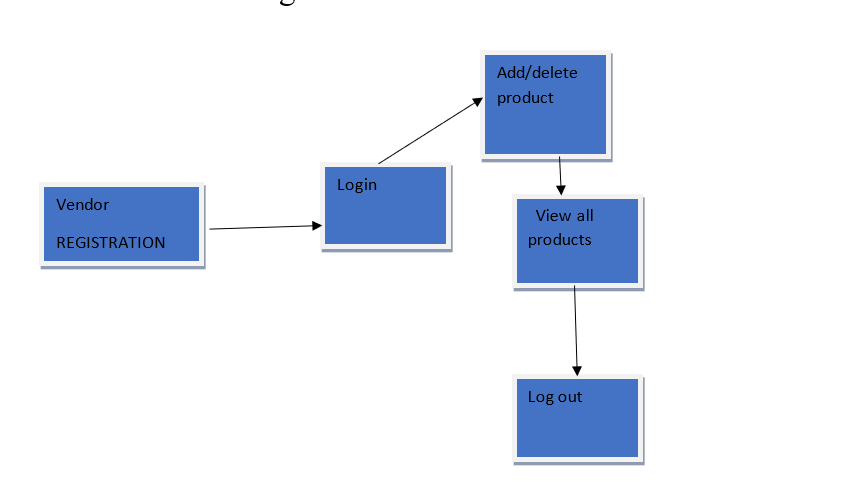 g
Add/delete
product
Login
Vendor
REGISTRATION
View all
products
Log out